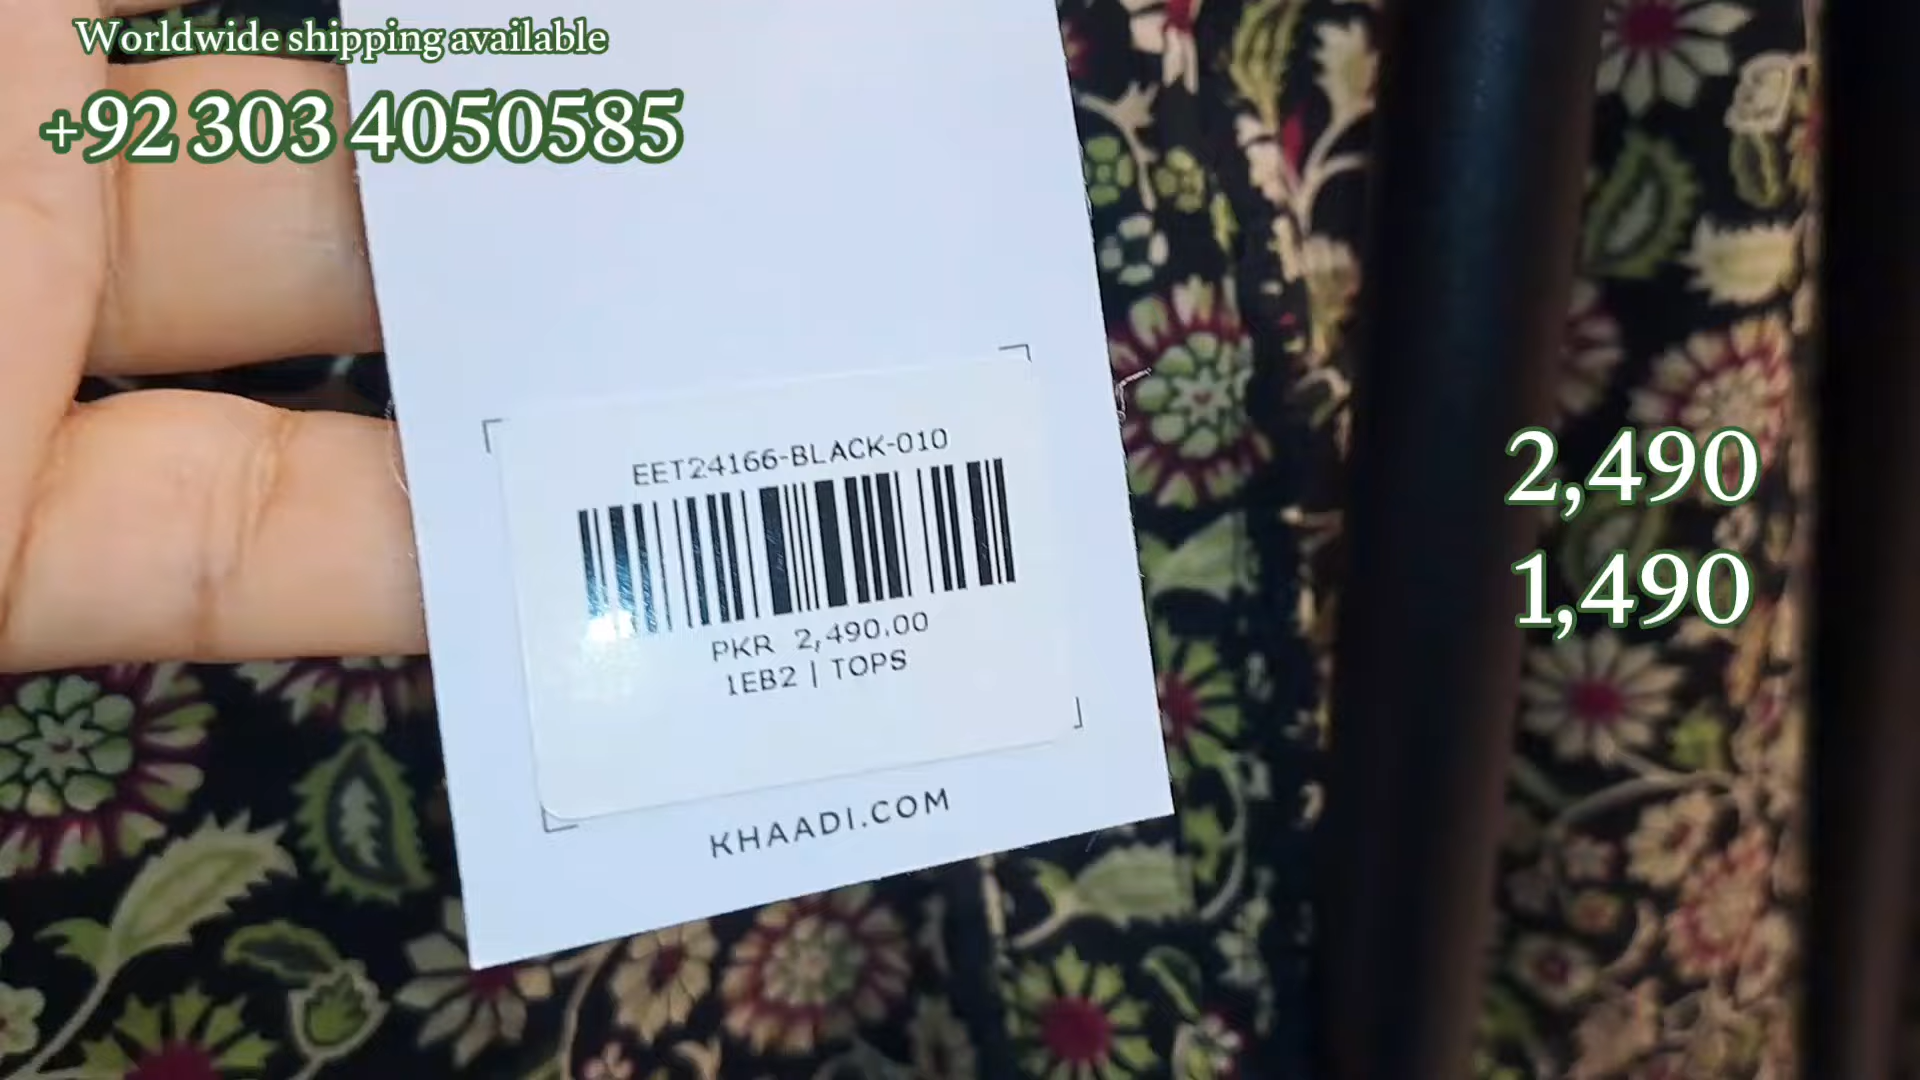 Worldwide shipping available
+92 303 4050585
EET24166-BLACK-010
PKR 2,490.00
1EB2 | TOPS
KHAADI.COM
2,490
1,490